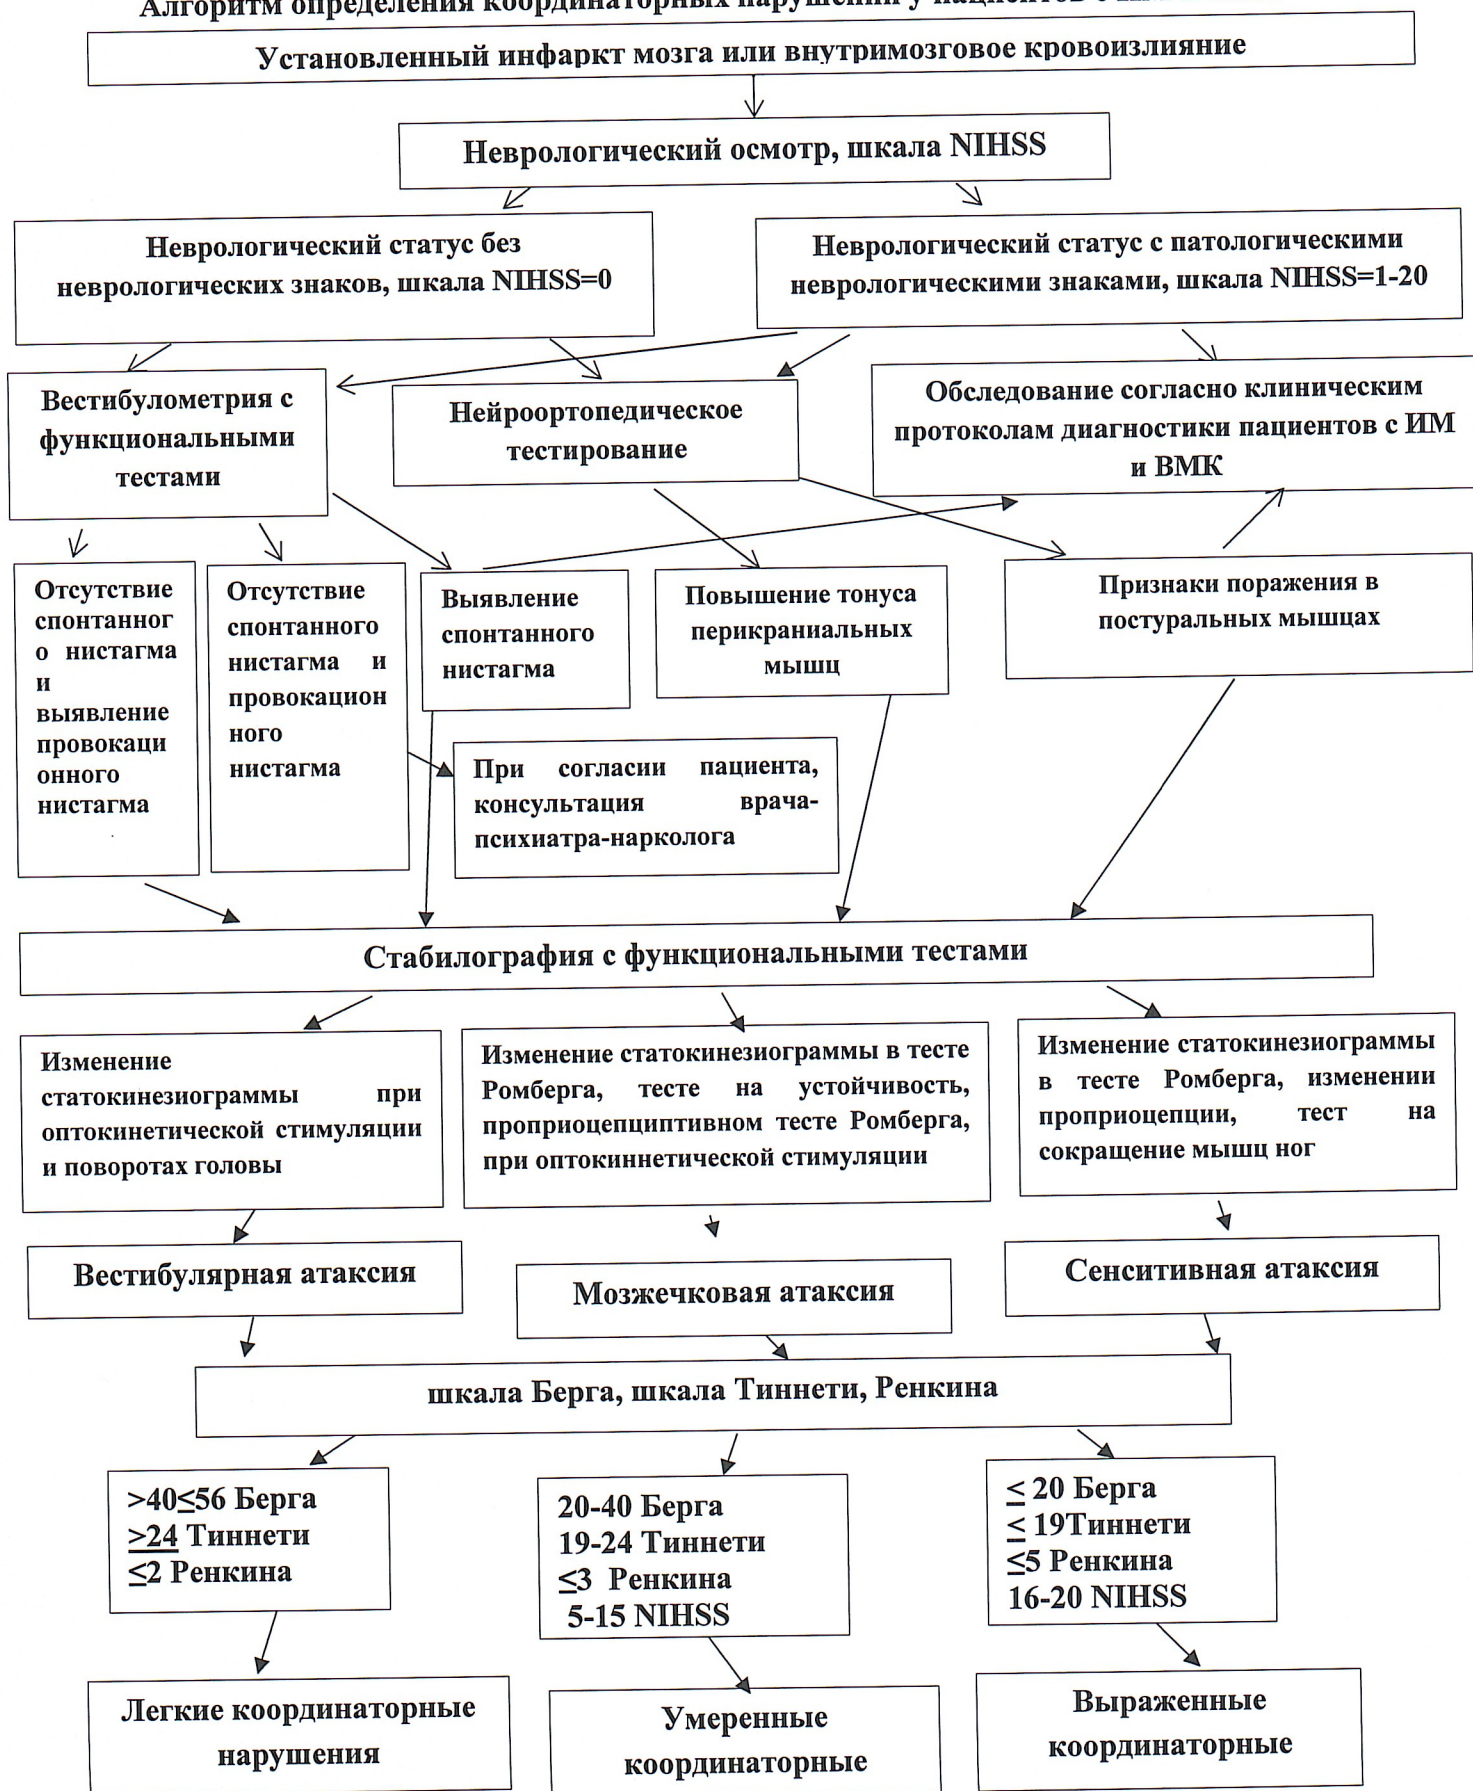 Алгоритм определения координаторных нарушений у пациентов с
Установленный инфаркт мозга или внутримозговое кровоизлияние
Неврологический осмотр, шкала NIHSS
Неврологический статус без
неврологических знаков, шкала NIHSS=0
Неврологический статус с патологическими
неврологическими знаками, шкала NIHSS=1-20
Вестибулометрия с
функциональными
тестами
Нейроортопедическое
тестирование
Обследование согласно клиническим
протоколам диагностики пациентов с ИМ
и ВМК
Отсутствие
спонтанног
о нистагма
и
выявление
провокаци
онного
нистагма
Отсутствие
спонтанного
нистагма и
провокацион
ного
нистагма
Выявление
спонтанного
нистагма
Повышение тонуса
перикраниальных
мышц
Признаки поражения в
постуральных мышцах
При согласии пациента,
консультация врача-
психиатра-нарколога
Стабилография с функциональными тестами
Изменение
статокинезиограммы при
оптокинетической стимуляции
и поворотах головы
Изменение статокинезиограммы в тесте
Ромберга, тесте на устойчивость,
проприоцепциптивном тесте Ромберга,
при оптокиннетической стимуляции
Изменение статокинезиограммы
в тесте Ромберга, изменении
проприоцепции, тест на
сокращение мышц ног
Вестибулярная атаксия
Мозжечковая атаксия
Сенситивная атаксия
шкала Берга, шкала Тиннети, Ренкина
>40≤56 Берга
>24 Тиннети
≤2 Ренкина
20-40 Берга
19-24 Тиннети
≤3 Ренкина
5-15 NIHSS
≤ 20 Берга
≤ 19Тиннети
≤5 Ренкина
16-20 NIHSS
Легкие координаторные
нарушения
Умеренные
координаторные
Выраженные
координаторные